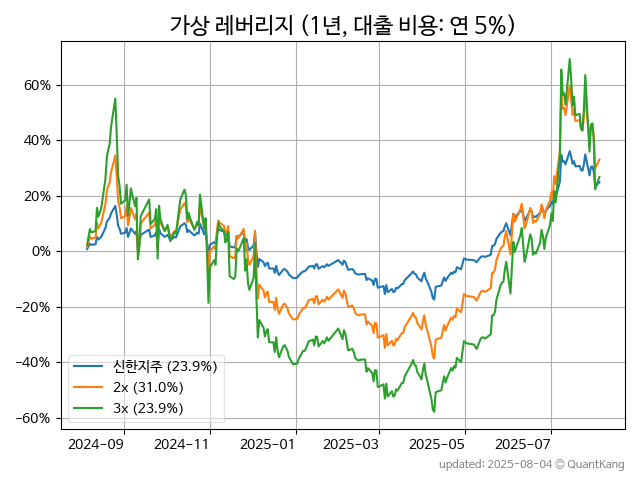 가상 레버리지 (1년, 대출 비용: 연 5%)
60%
40%
20%
0%
-20%
-40%
-60%
신한지주 (23.9%)
2x (31.0%)
3x (23.9%)
2024-09 2024-11 2025-01 2025-03 2025-05 2025-07
updated: 2025-08-04 © QuantKang